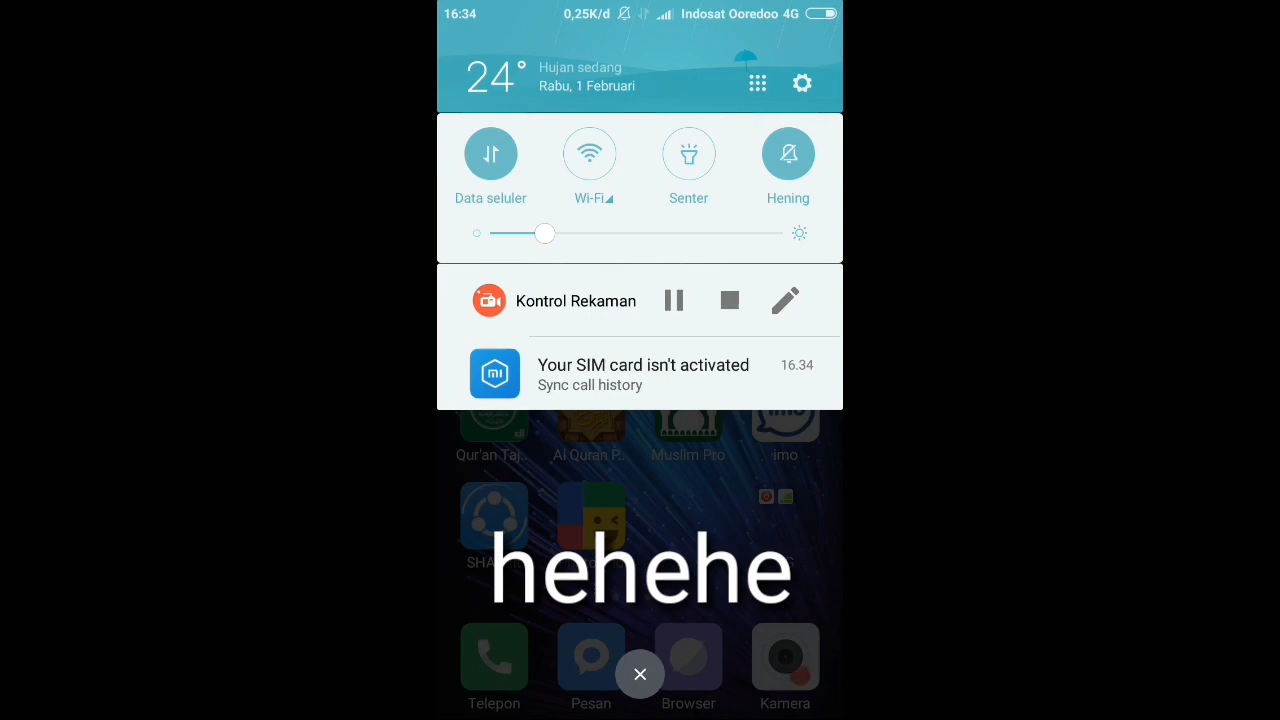 16:34
0,25K/d
Indosat Ooredoo 4G
24°
Hujan sedang
Rabu, 1 Februari
Data seluler
Wi-Fi
Senter
Hening
Kontrol Rekaman
Your SIM card isn't activated
16.34
Sync call history
mi
Qur'an Taj..
Al Quran P..
Muslim Pro
imo
hehehe
Telepon
Pesan
Browser
Kamera